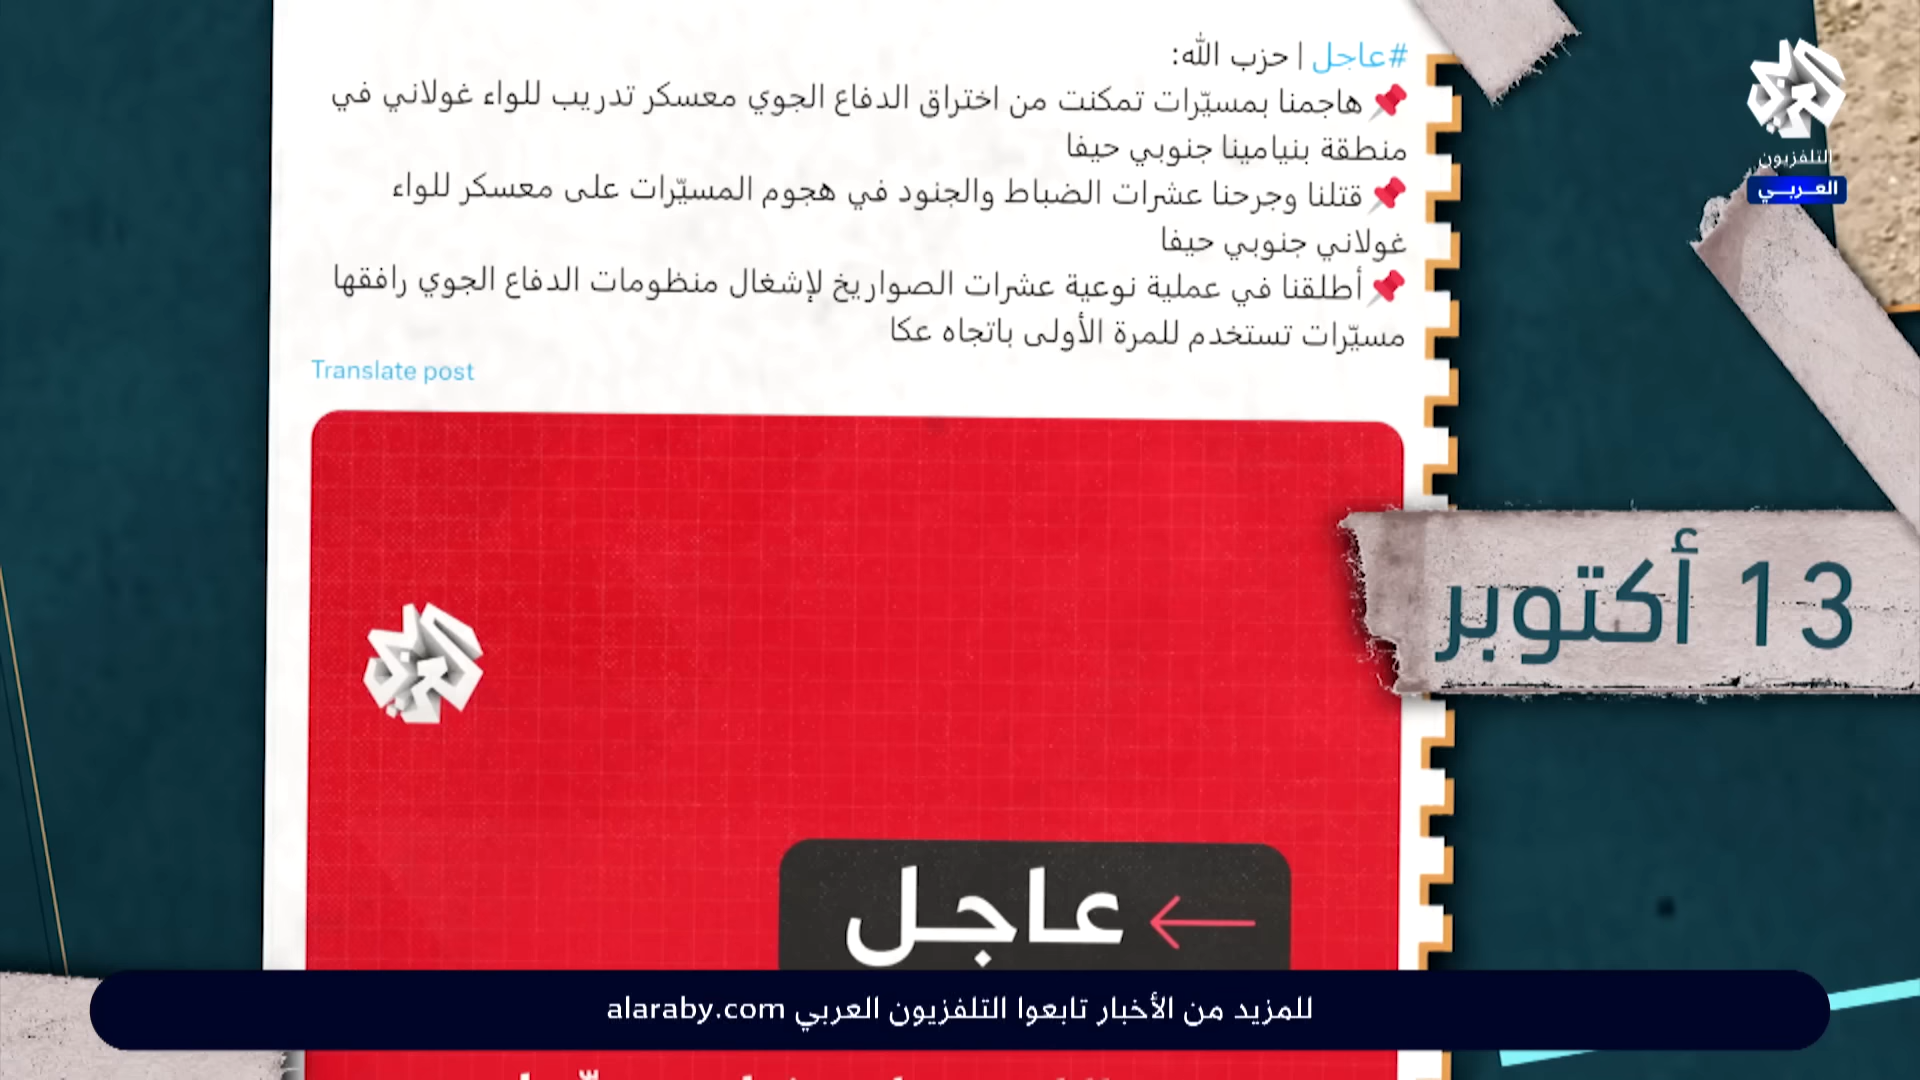 #عاجل | حزب الله:
📌هاجمنا بمسيّرات تمكنت من اختراق الدفاع الجوي معسكر تدريب للواء غولاني في
منطقة بنيامينا جنوبي حيفا
📌قتلنا وجرحنا عشرات الضباط والجنود في هجوم المسيّرات على معسكر للواء
غولاني جنوبي حيفا
📌أطلقنا في عملية نوعية عشرات الصواريخ لإشغال منظومات الدفاع الجوي رافقها
مسيّرات تستخدم للمرة الأولى باتجاه عكا
Translate post
العربي
التلفزيون
العربي
13 أكتوبر
العربي
عاجل
للمزيد من الأخبار تابعوا التلفزيون العربي alaraby.com